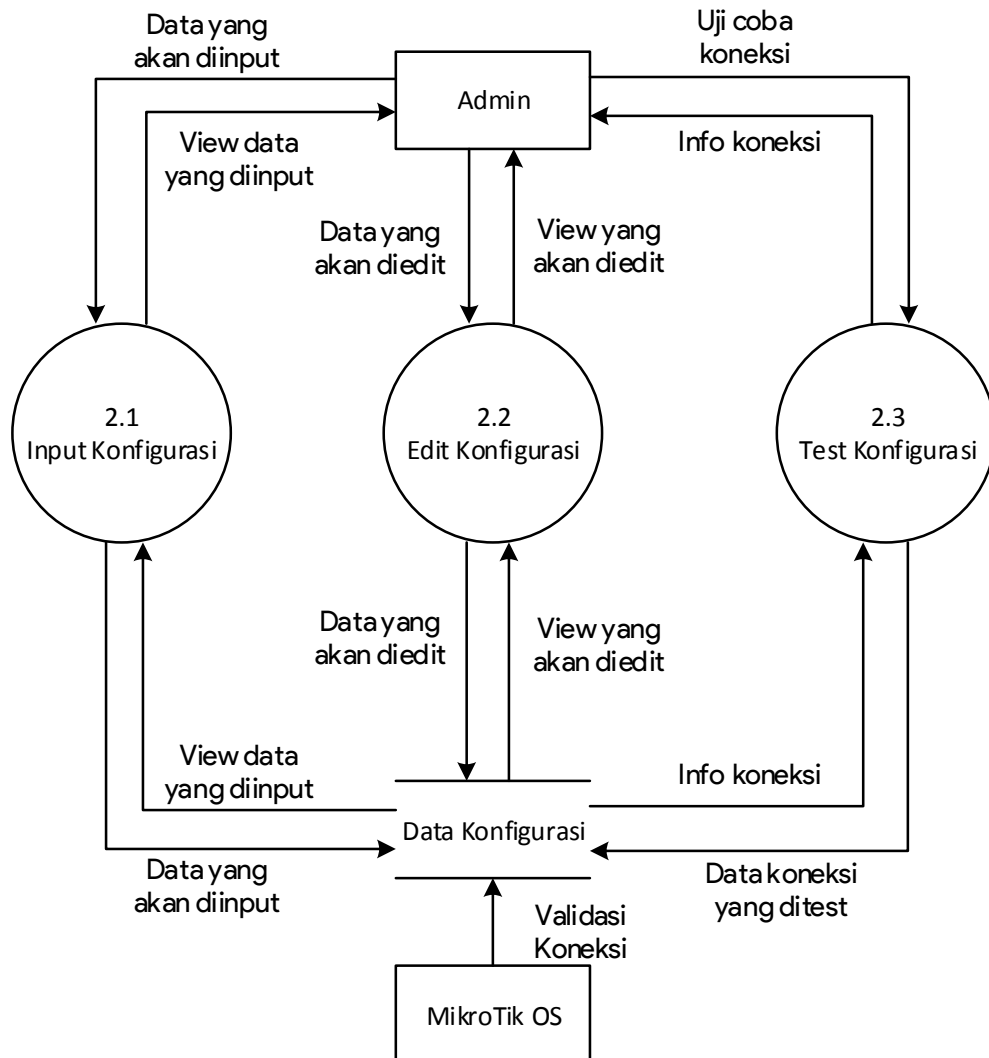 Data yang
akan diinput
Uji coba
koneksi
Admin
View data
yang diinput
Info koneksi
Data yang
akan diedit
View yang
akan diedit
2.1
Input Konfigurasi
2.2
Edit Konfigurasi
2.3
Test Konfigurasi
Data yang
akan diedit
View yang
akan diedit
View data
yang diinput
Info koneksi
Data Konfigurasi
Data yang
akan diinput
Data koneksi
yang ditest
Validasi
Koneksi
MikroTik OS